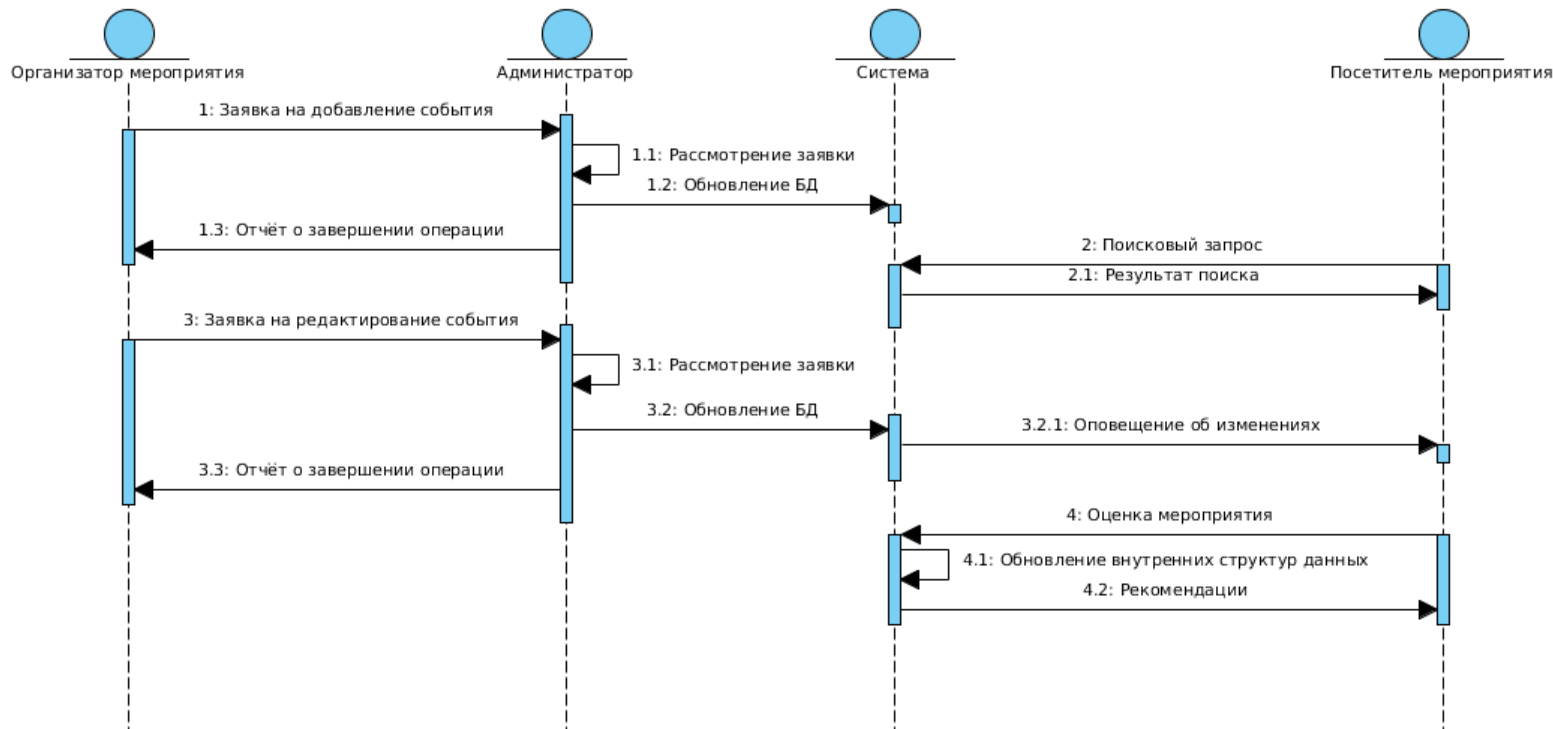 Организатор мероприятия
Администратор
Система
Посетитель мероприятия
1: Заявка на добавление события
1.1: Рассмотрение заявки
1.2: Обновление БД
1.3: Отчёт о завершении операции
2: Поисковый запрос
2.1: Результат поиска
3: Заявка на редактирование события
3.1: Рассмотрение заявки
3.2: Обновление БД
3.2.1: Оповещение об изменениях
3.3: Отчёт о завершении операции
4: Оценка мероприятия
4.1: Обновление внутренних структур данных
4.2: Рекомендации